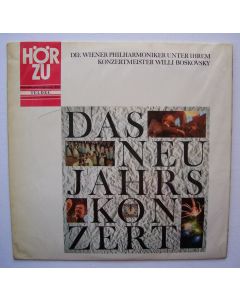 HÖR
ZU
DIE WIENER PHILHARMONIKER UNTER IHREM
KONZERTMEISTER WILLI BOSKOVSKY
DAS
NEU
JAHRS
KON
ZERT